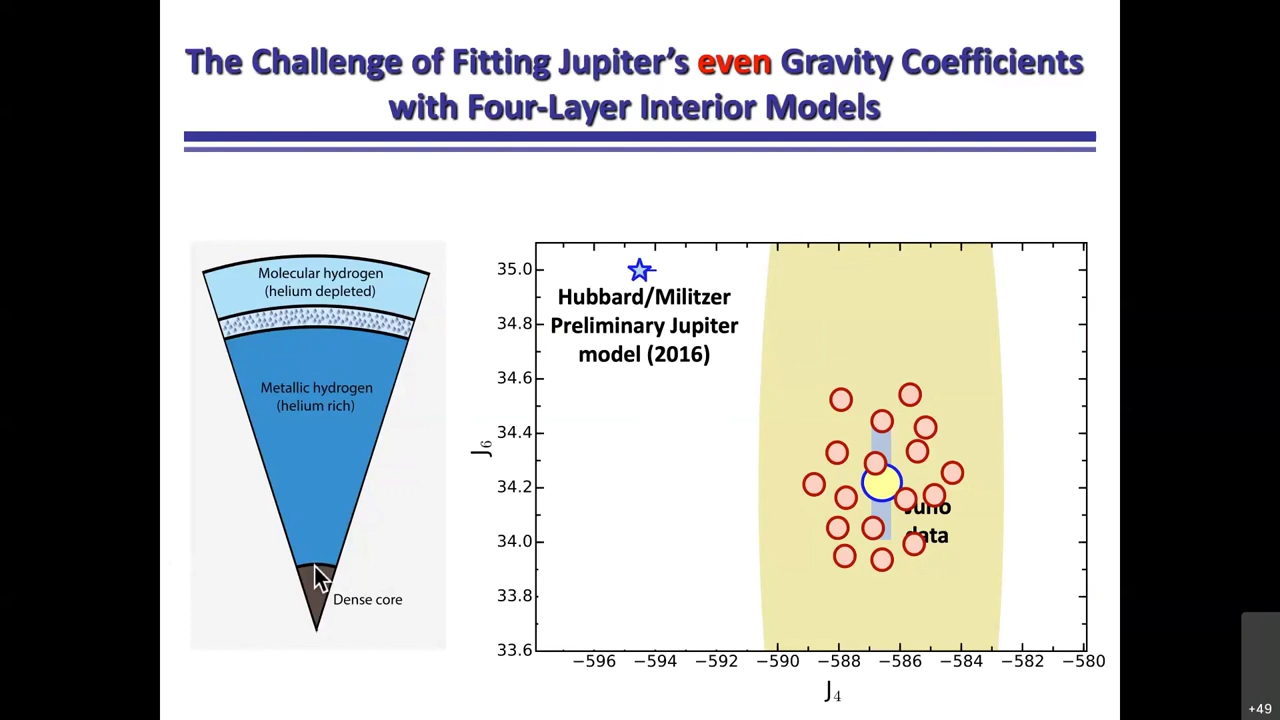 The Challenge of Fitting Jupiter's even Gravity Coefficients
with Four-Layer Interior Models
Molecular hydrogen
(helium depleted)
Metallic hydrogen
(helium rich)
Dense core
35.0
34.8
34.6
34.4
34.2
34.0
33.8
33.6
J₆
Hubbard/Militzer
Preliminary Jupiter
model (2016)
Juno
data
−596 −594 −592 −590 −588 −586 −584 −582 −580
J₄
+49